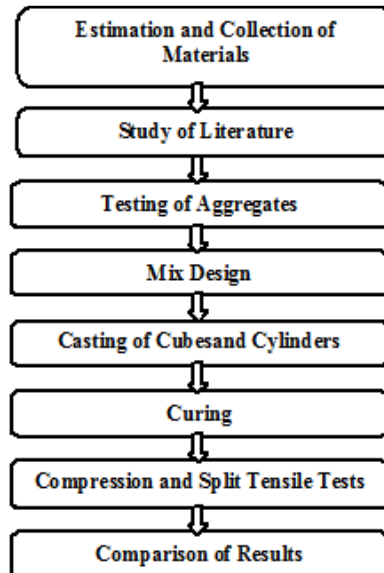 Estimation and Collection of
Materials
Study of Literature
Testing of Aggregates
Mix Design
Casting of Cubesand Cylinders
Curing
Compression and Split Tensile Tests
Comparison of Results